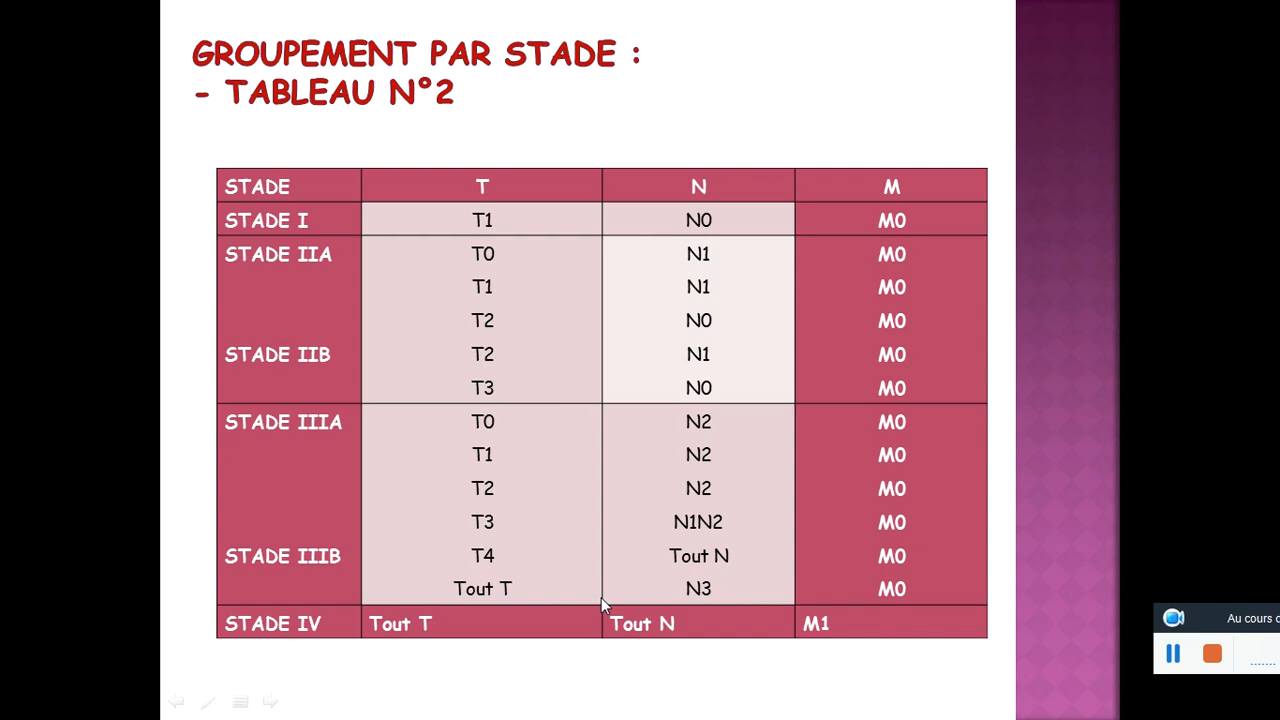 GROUPEMENT PAR STADE :
- TABLEAU N°2
STADE T N M
STADE I T1 N0 M0
STADE IIA T0 N1 M0
T1 N1 M0
T2 N0 M0
STADE IIB T2 N1 M0
T3 N0 M0
STADE IIIA T0 N2 M0
T1 N2 M0
T2 N2 M0
T3 N1N2 M0
STADE IIIB T4 Tout N M0
Tout T N3 M0
STADE IV Tout T Tout N M1
Au cours